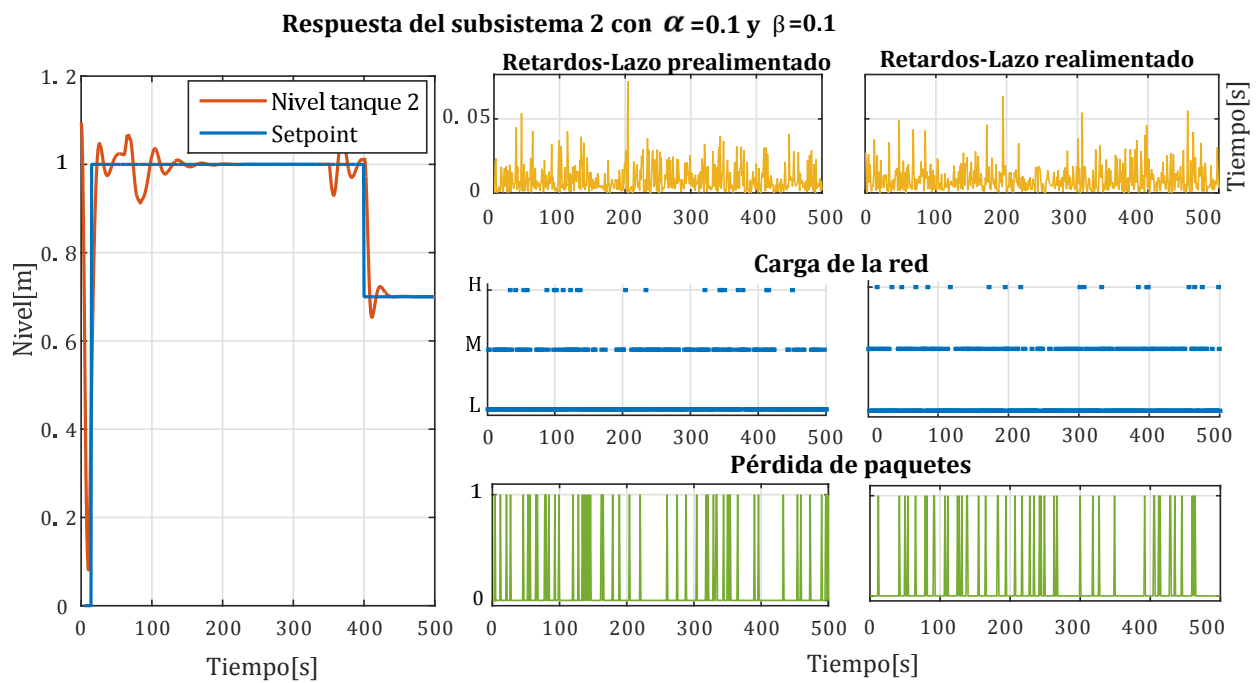 Respuesta del subsistema 2 con α =0.1 y β=0.1
Nivel[m]
1. 2
1
0. 8
0. 6
0. 4
0. 2
0
0 100 200 300 400 500
Tiempo[s]
Nivel tanque 2
Setpoint
Retardos-Lazo prealimentado
0. 05
0
0 100 200 300 400 500
Retardos-Lazo realimentado
Tiempo[s]
0 100 200 300 400 500
Carga de la red
H
M
L
0 100 200 300 400 500
0 100 200 300 400 500
Pérdida de paquetes
1
0
0 100 200 300 400 500
0 100 200 300 400 500
Tiempo[s]